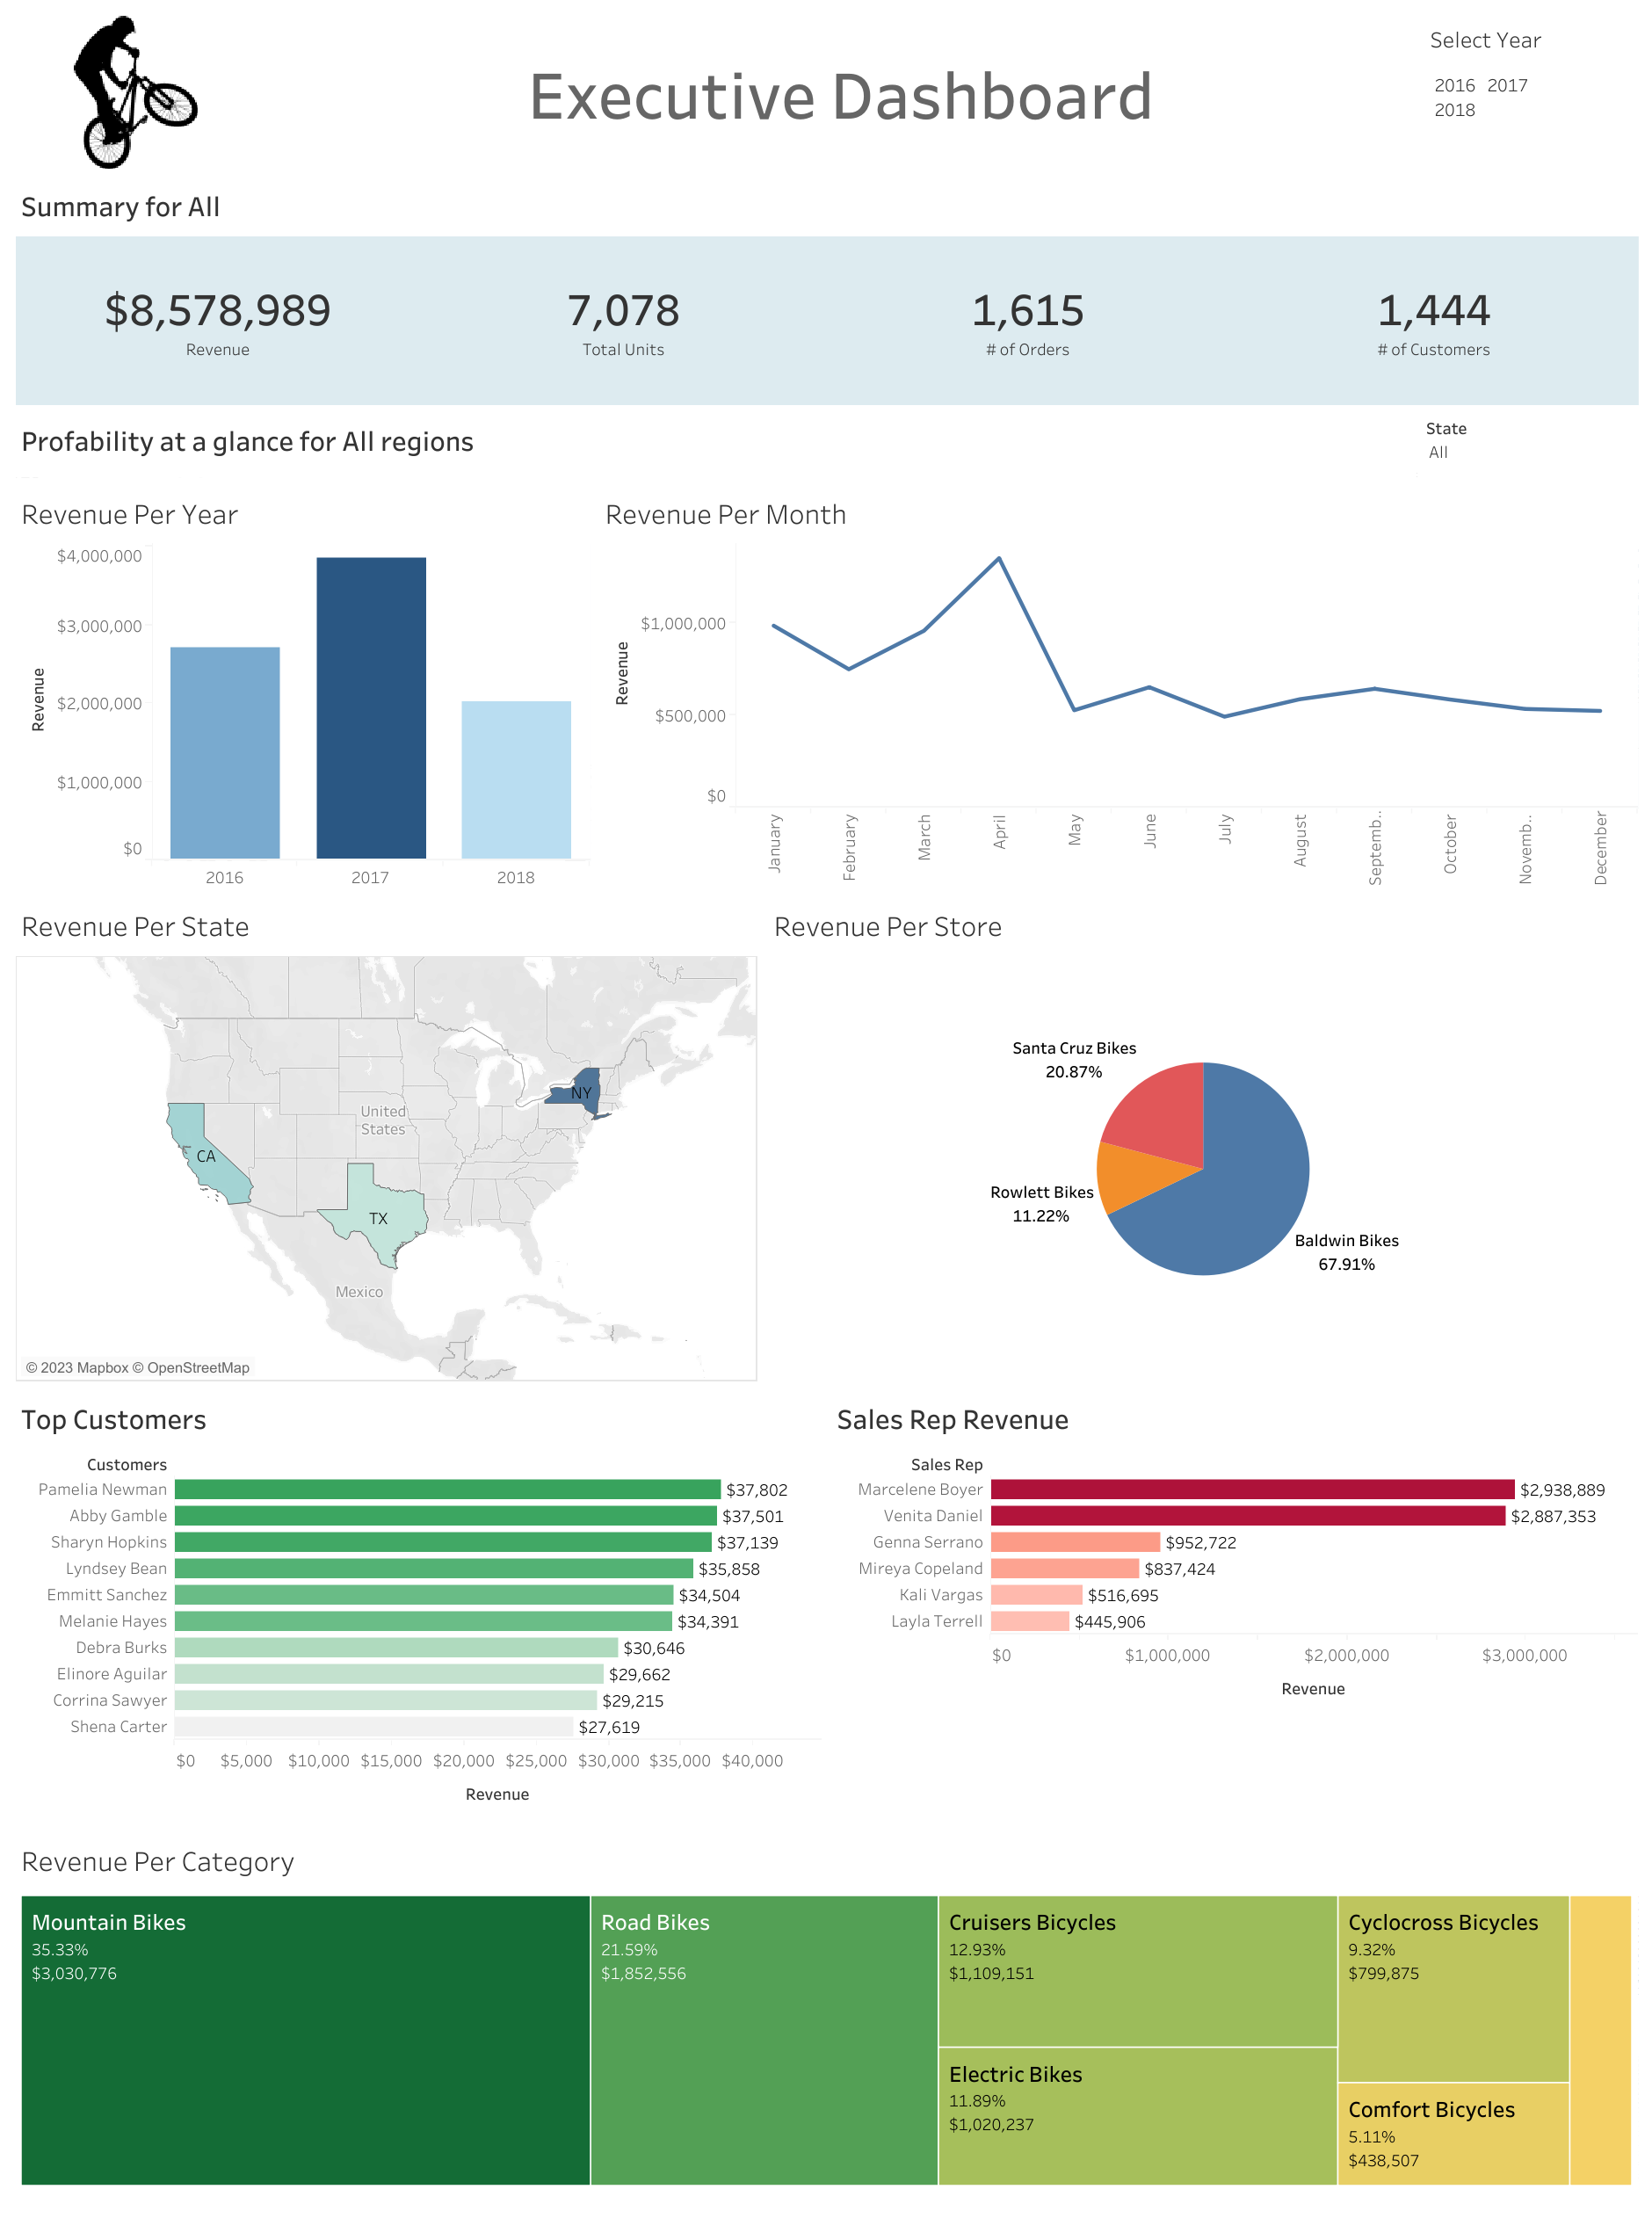 Executive Dashboard
Select Year
2016 2017
2018
Summary for All
$8,578,989
Revenue
7,078
Total Units
1,615
# of Orders
1,444
# of Customers
Profability at a glance for All regions
State
All
Revenue Per Year
$4,000,000
$3,000,000
$2,000,000
$1,000,000
$0
Revenue
2016
2017
2018
Revenue Per Month
$1,000,000
$500,000
$0
Revenue
January
February
March
April
May
June
July
August
Septemb..
October
Novemb..
December
Revenue Per State
NY
United
States
CA
TX
Mexico
© 2023 Mapbox © OpenStreetMap
Revenue Per Store
Santa Cruz Bikes
20.87%
Rowlett Bikes
11.22%
Baldwin Bikes
67.91%
Top Customers
Customers
Pamelia Newman $37,802
Abby Gamble $37,501
Sharyn Hopkins $37,139
Lyndsey Bean $35,858
Emmitt Sanchez $34,504
Melanie Hayes $34,391
Debra Burks $30,646
Elinore Aguilar $29,662
Corrina Sawyer $29,215
Shena Carter $27,619
$0 $5,000 $10,000 $15,000 $20,000 $25,000 $30,000 $35,000 $40,000
Revenue
Sales Rep Revenue
Sales Rep
Marcelene Boyer $2,938,889
Venita Daniel $2,887,353
Genna Serrano $952,722
Mireya Copeland $837,424
Kali Vargas $516,695
Layla Terrell $445,906
$0 $1,000,000 $2,000,000 $3,000,000
Revenue
Revenue Per Category
Mountain Bikes
35.33%
$3,030,776
Road Bikes
21.59%
$1,852,556
Cruisers Bicycles
12.93%
$1,109,151
Electric Bikes
11.89%
$1,020,237
Cyclocross Bicycles
9.32%
$799,875
Comfort Bicycles
5.11%
$438,507